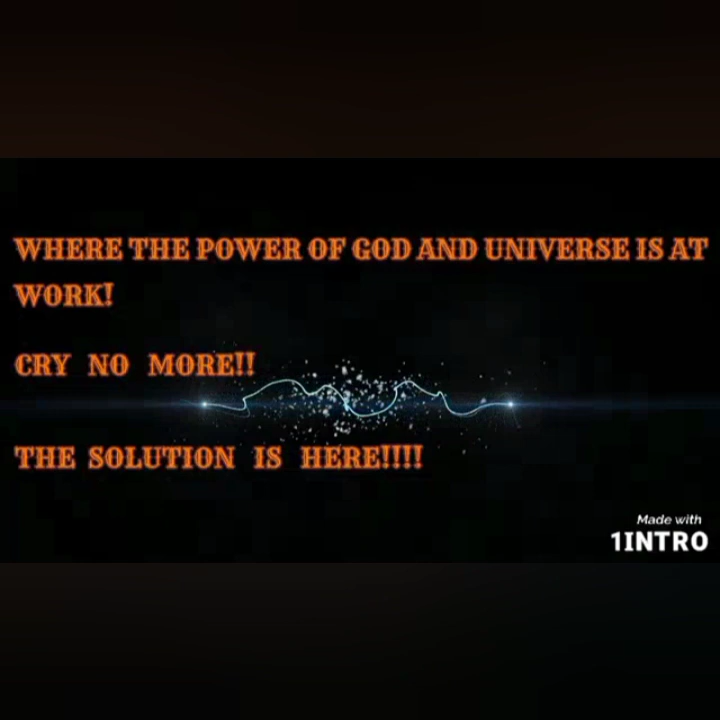 WHERE THE POWER OF GOD AND UNIVERSE IS AT
WORK!
CRY NO MORE!!
THE SOLUTION IS HERE!!!!
Made with
1INTRO